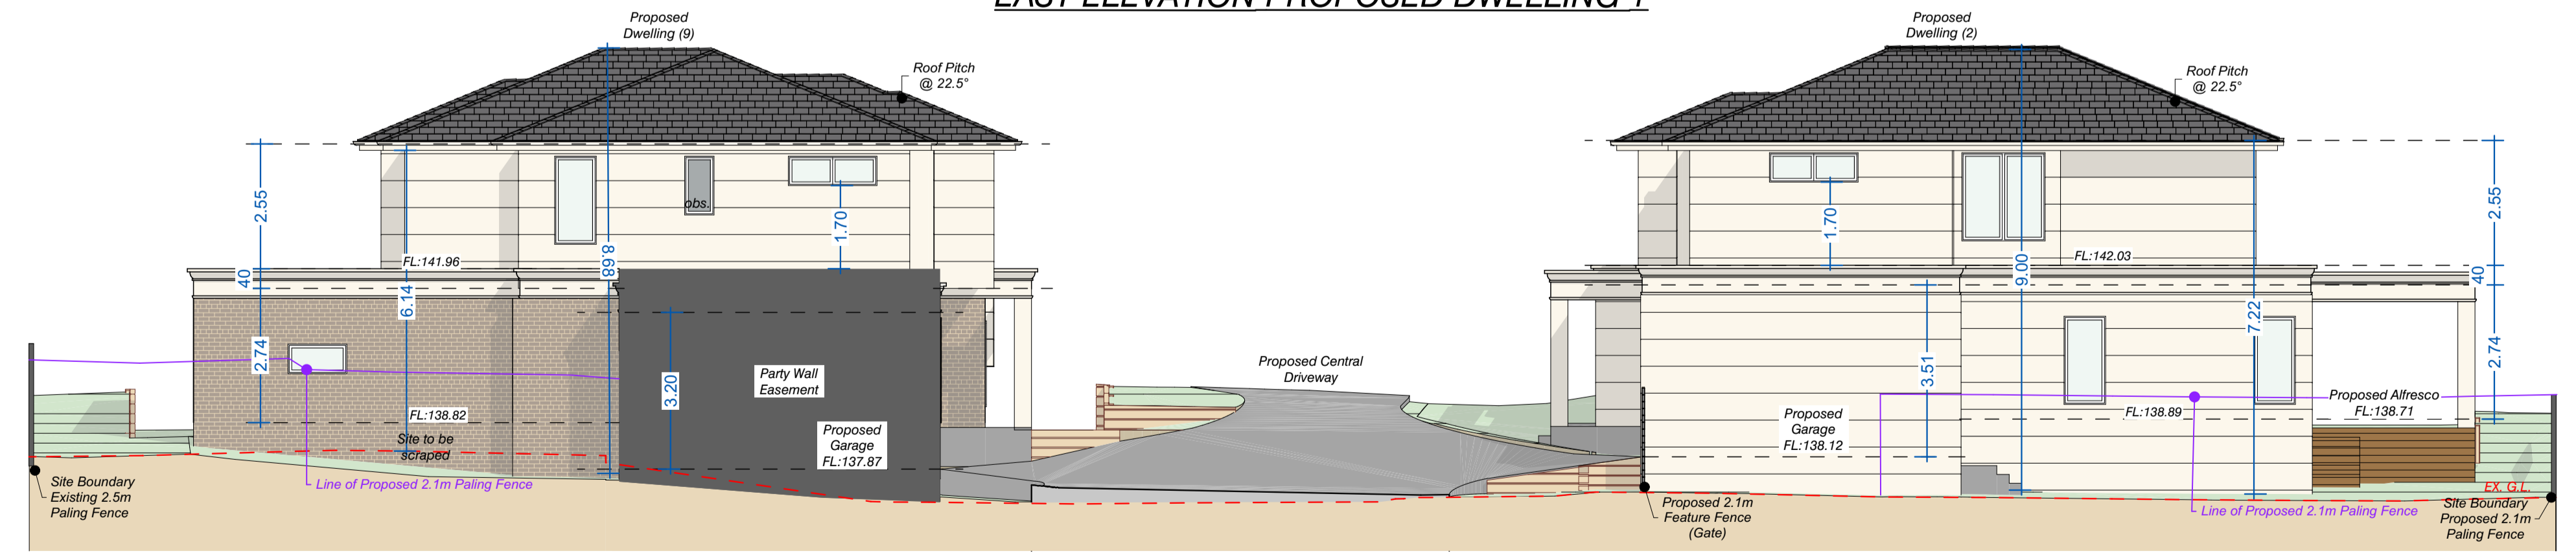 EAST ELEVATION PROPOSED DWELLING 1
Proposed
Dwelling (9)
Roof Pitch
@ 22.5°
2.55
40
2.74
FL:141.96
6.14
8.68
obs.
1.70
FL:138.82
Site to be
scraped
3.20
Party Wall
Easement
Proposed
Garage
FL:137.87
Site Boundary
Existing 2.5m
Paling Fence
Line of Proposed 2.1m Paling Fence
Proposed Central
Driveway
Proposed
Dwelling (2)
Roof Pitch
@ 22.5°
1.70
9.00
FL:142.03
7.22
2.55
40
2.74
3.51
Proposed
Garage
FL:138.12
FL:138.89
Proposed Alfresco
FL:138.71
Proposed 2.1m
Feature Fence
(Gate)
Line of Proposed 2.1m Paling Fence
EX. G.L.
Site Boundary
Proposed 2.1m
Paling Fence